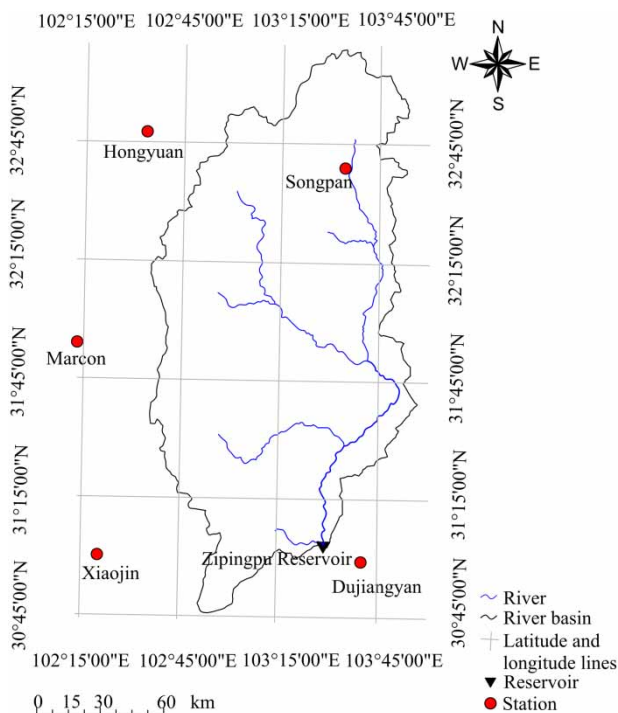 102°15'00"E 102°45'00"E 103°15'00"E 103°45'00"E
N
W E
S
32°45'00"N 32°15'00"N 31°45'00"N 31°15'00"N 30°45'00"N
32°45'00"N 32°15'00"N 31°45'00"N 31°15'00"N 30°45'00"N
Hongyuan
Songpan
Marcon
Zipingpu Reservoir
Xiaojin
Dujiangyan
102°15'00"E 102°45'00"E 103°15'00"E 103°45'00"E
0 15 30 60 km
River
River basin
Latitude and
longitude lines
Reservoir
Station